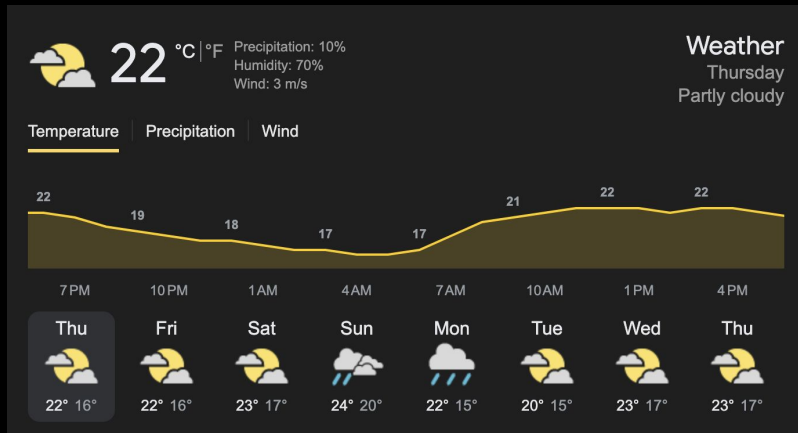 22 °C|°F
Precipitation: 10%
Humidity: 70%
Wind: 3 m/s
Weather
Thursday
Partly cloudy
Temperature Precipitation Wind
22 19 18 17 17 21 22 22
7 PM 10 PM 1 AM 4 AM 7 AM 10 AM 1 PM 4 PM
Thu Fri Sat Sun Mon Tue Wed Thu
22° 16° 22° 16° 23° 17° 24° 20° 22° 15° 20° 15° 23° 17° 23° 17°